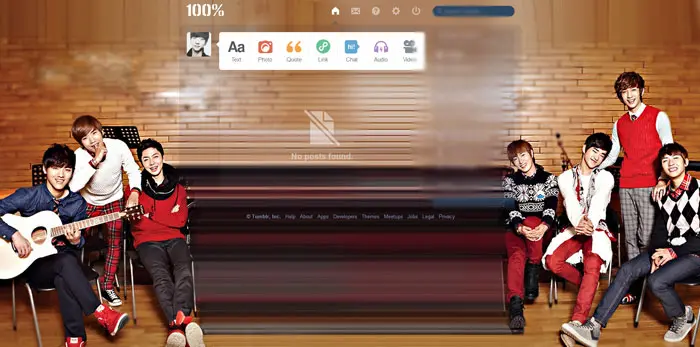 100%
Aa
Text Photo Quote Link Chat Audio Video
No posts found.
© Tumblr, Inc. Help About Apps Developers Themes Meetups Jobs Legal Privacy